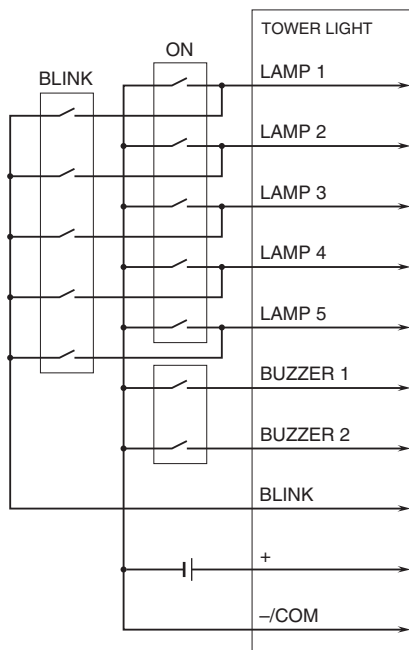 TOWER LIGHT
ON
LAMP 1
BLINK
LAMP 2
LAMP 3
LAMP 4
LAMP 5
BUZZER 1
BUZZER 2
BLINK
+
–/COM